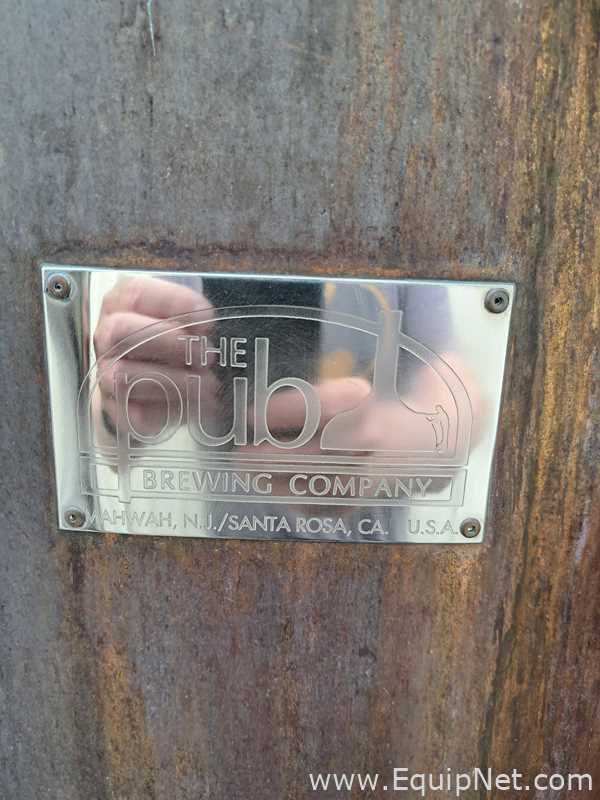 THE
pub
BREWING COMPANY
MAHWAH, N.J./SANTA ROSA, CA. U.S.A.
www.EquipNet.com